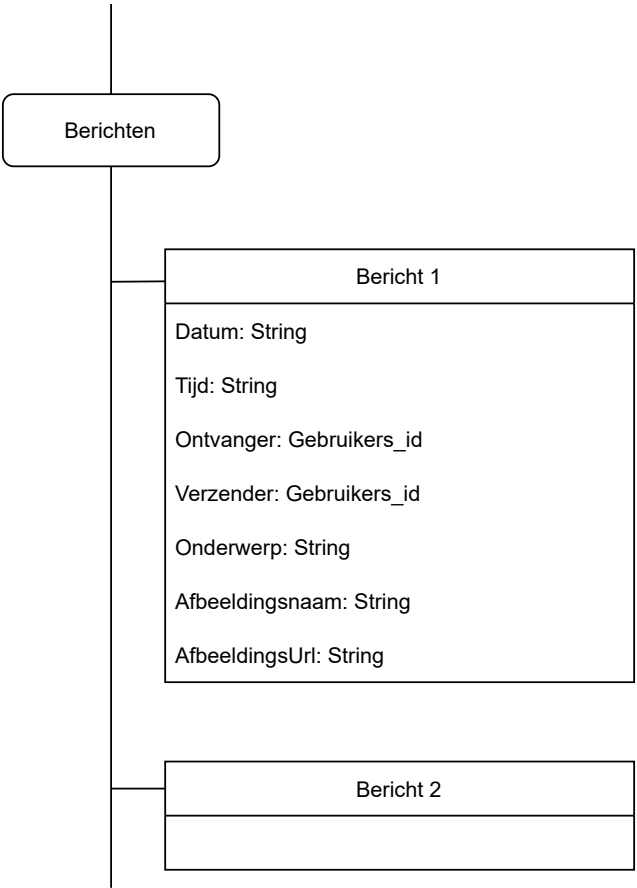 Berichten
Bericht 1
Datum: String
Tijd: String
Ontvanger: Gebruikers_id
Verzender: Gebruikers_id
Onderwerp: String
Afbeeldingsnaam: String
AfbeeldingsUrl: String
Bericht 2